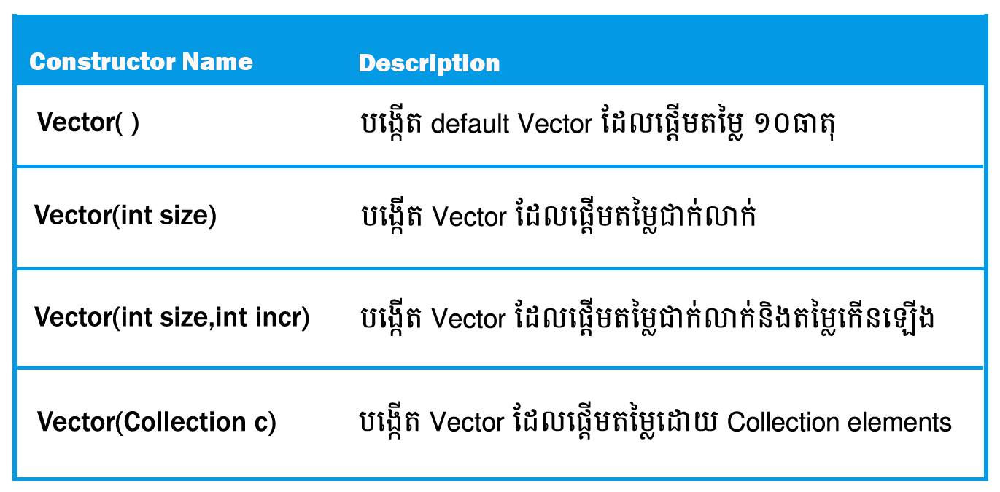 Constructor Name Description
Vector( ) បង្កើត default Vector ដែលផ្តើមតម្លៃ ១០ធាតុ
Vector(int size) បង្កើត Vector ដែលផ្តើមតម្លៃជាក់លាក់
Vector(int size,int incr) បង្កើត Vector ដែលផ្តើមតម្លៃជាក់លាក់និងតម្លៃកើនឡើង
Vector(Collection c) បង្កើត Vector ដែលផ្តើមតម្លៃដោយ Collection elements